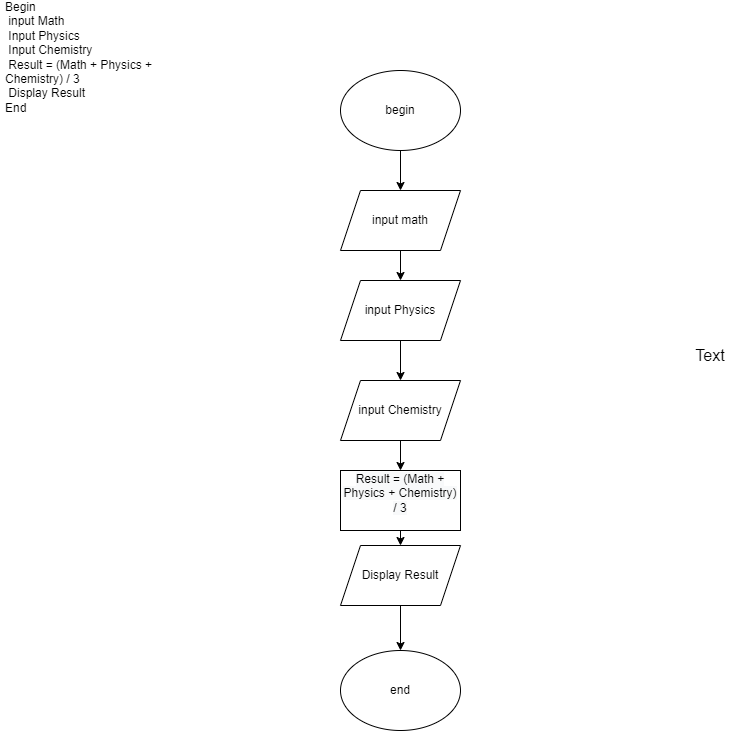 Begin
input Math
Input Physics
Input Chemistry
Result = (Math + Physics +
Chemistry) / 3
Display Result
End
begin
input math
input Physics
Text
input Chemistry
Result = (Math +
Physics + Chemistry)
/ 3
Display Result
end